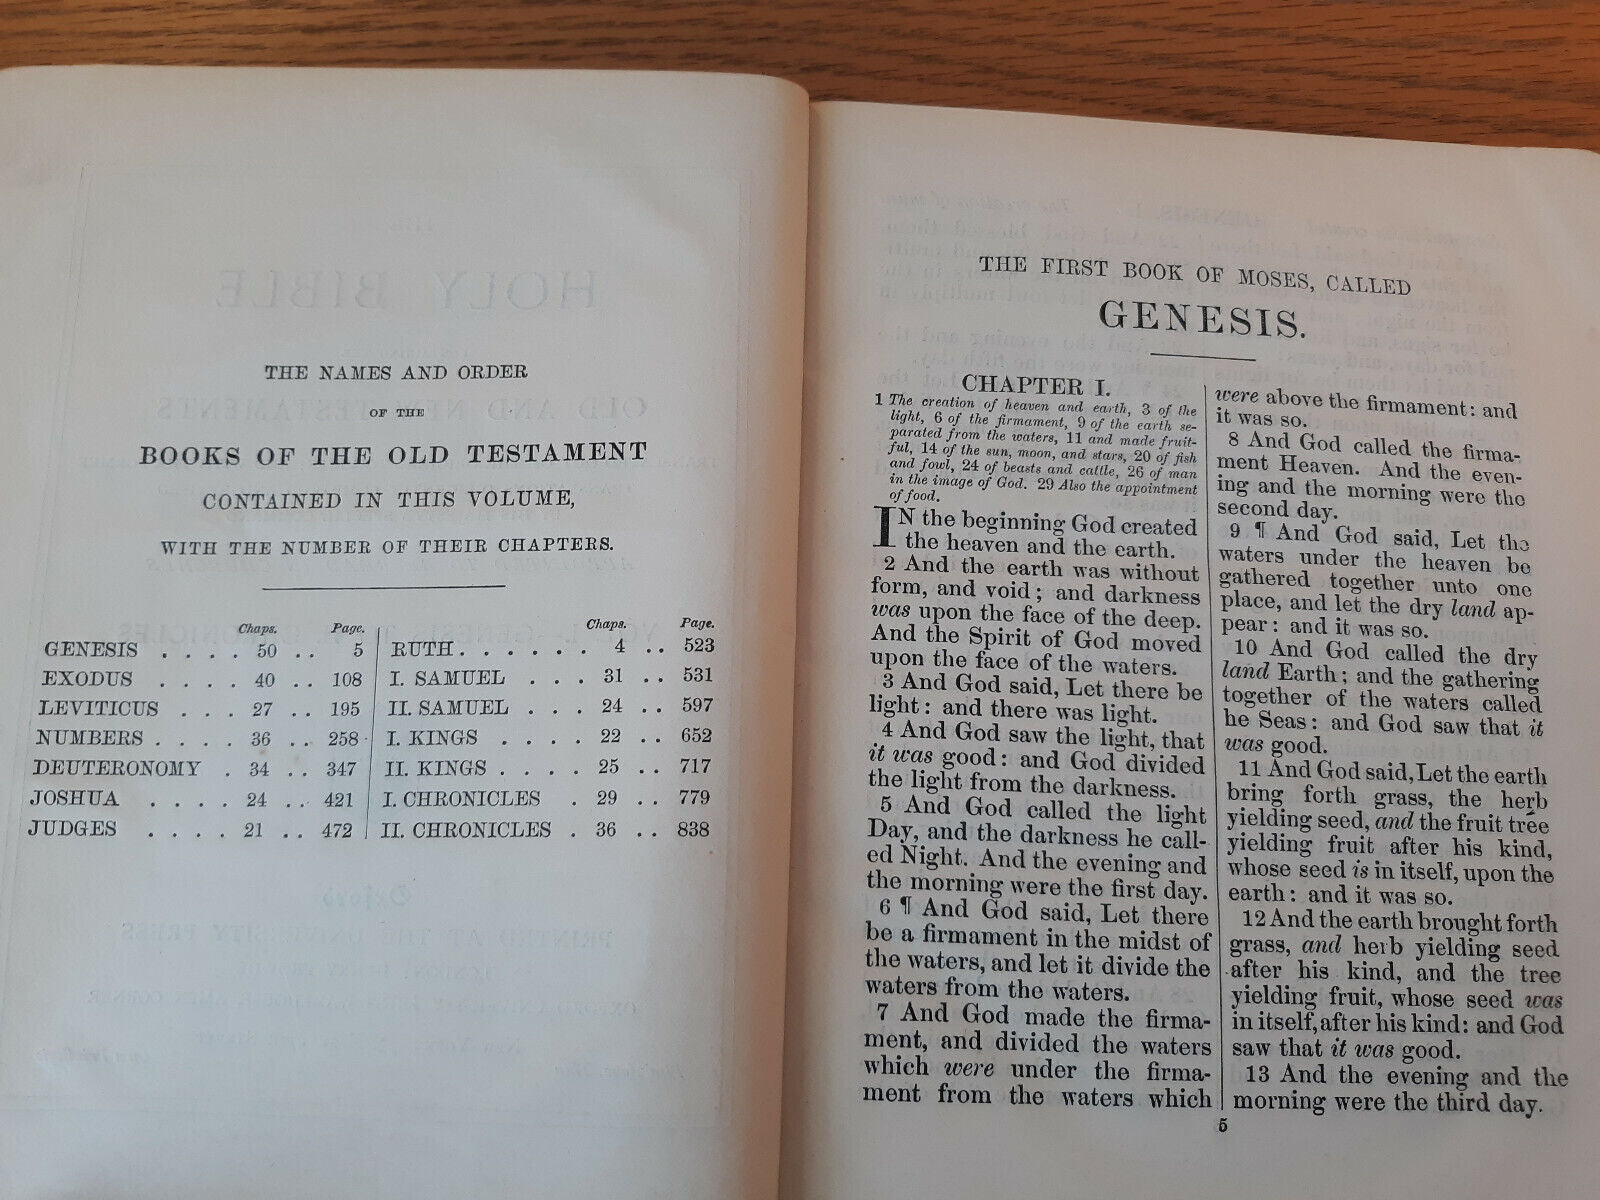 THE NAMES AND ORDER
OF THE
BOOKS OF THE OLD TESTAMENT
CONTAINED IN THIS VOLUME,
WITH THE NUMBER OF THEIR CHAPTERS.
Chaps. Page.
GENESIS . . . . 50 . . 5
EXODUS . . . . 40 . . 108
LEVITICUS . . . 27 . . 195
NUMBERS . . . . 36 . . 258
DEUTERONOMY . 34 . . 347
JOSHUA . . . . 24 . . 421
JUDGES . . . . 21 . . 472
Chaps. Page.
RUTH . . . . . . 4 . . 523
I. SAMUEL . . . 31 . . 531
II. SAMUEL . . . 24 . . 597
I. KINGS . . . . 22 . . 652
II. KINGS . . . . 25 . . 717
I. CHRONICLES . 29 . . 779
II. CHRONICLES . 36 . . 838
HOLY BIBLE
OLD AND NEW TESTAMENTS
Oxford
PRINTED AT THE UNIVERSITY PRESS
THE FIRST BOOK OF MOSES, CALLED
GENESIS.
CHAPTER I.
1 The creation of heaven and earth, 3 of the
light, 6 of the firmament, 9 of the earth se-
parated from the waters, 11 and made fruit-
ful, 14 of the sun, moon, and stars, 20 of fish
and fowl, 24 of beasts and cattle, 26 of man
in the image of God. 29 Also the appointment
of food.
IN the beginning God created
the heaven and the earth.
2 And the earth was without
form, and void; and darkness
was upon the face of the deep.
And the Spirit of God moved
upon the face of the waters.
3 And God said, Let there be
light: and there was light.
4 And God saw the light, that
it was good: and God divided
the light from the darkness.
5 And God called the light
Day, and the darkness he call-
ed Night. And the evening and
the morning were the first day.
6 ¶ And God said, Let there
be a firmament in the midst of
the waters, and let it divide the
waters from the waters.
7 And God made the firma-
ment, and divided the waters
which were under the firma-
ment from the waters which
were above the firmament: and
it was so.
8 And God called the firma-
ment Heaven. And the even-
ing and the morning were the
second day.
9 ¶ And God said, Let the
waters under the heaven be
gathered together unto one
place, and let the dry land ap-
pear: and it was so.
10 And God called the dry
land Earth; and the gathering
together of the waters called
he Seas: and God saw that it
was good.
11 And God said, Let the earth
bring forth grass, the herb
yielding seed, and the fruit tree
yielding fruit after his kind,
whose seed is in itself, upon the
earth: and it was so.
12 And the earth brought forth
grass, and herb yielding seed
after his kind, and the tree
yielding fruit, whose seed was
in itself, after his kind: and God
saw that it was good.
13 And the evening and the
morning were the third day.
5